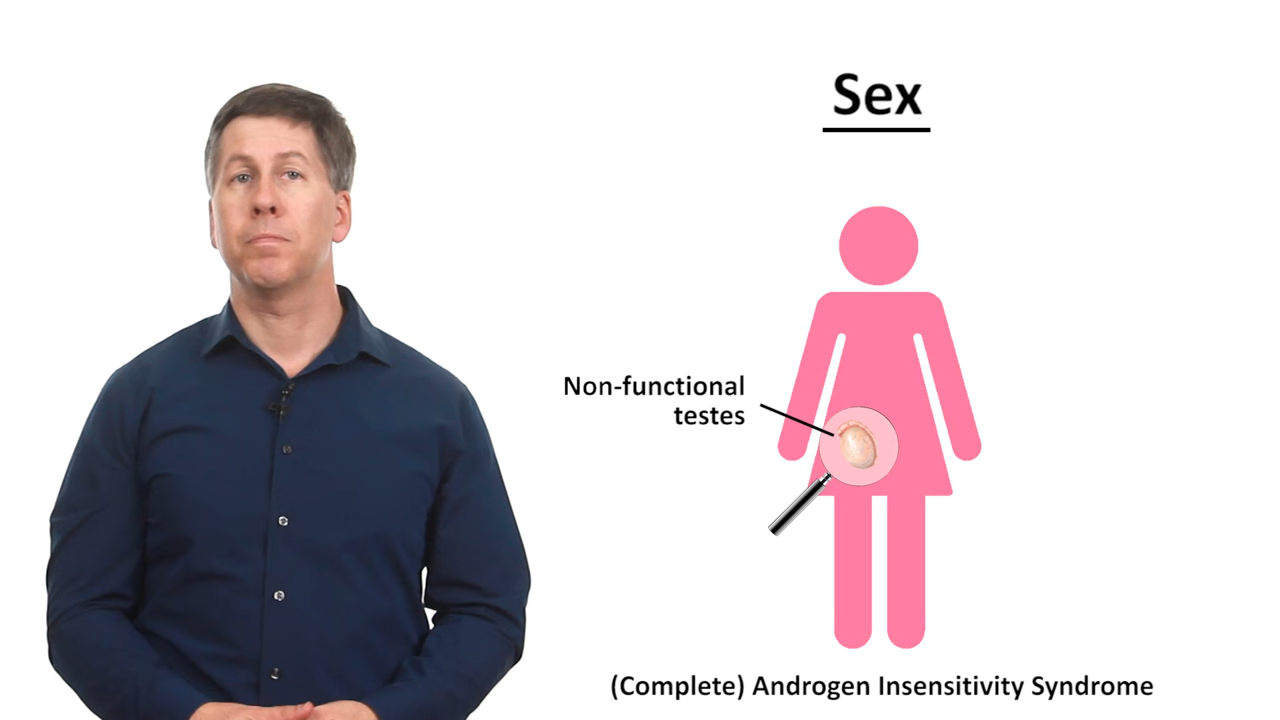 Sex
Non-functional
testes
(Complete) Androgen Insensitivity Syndrome